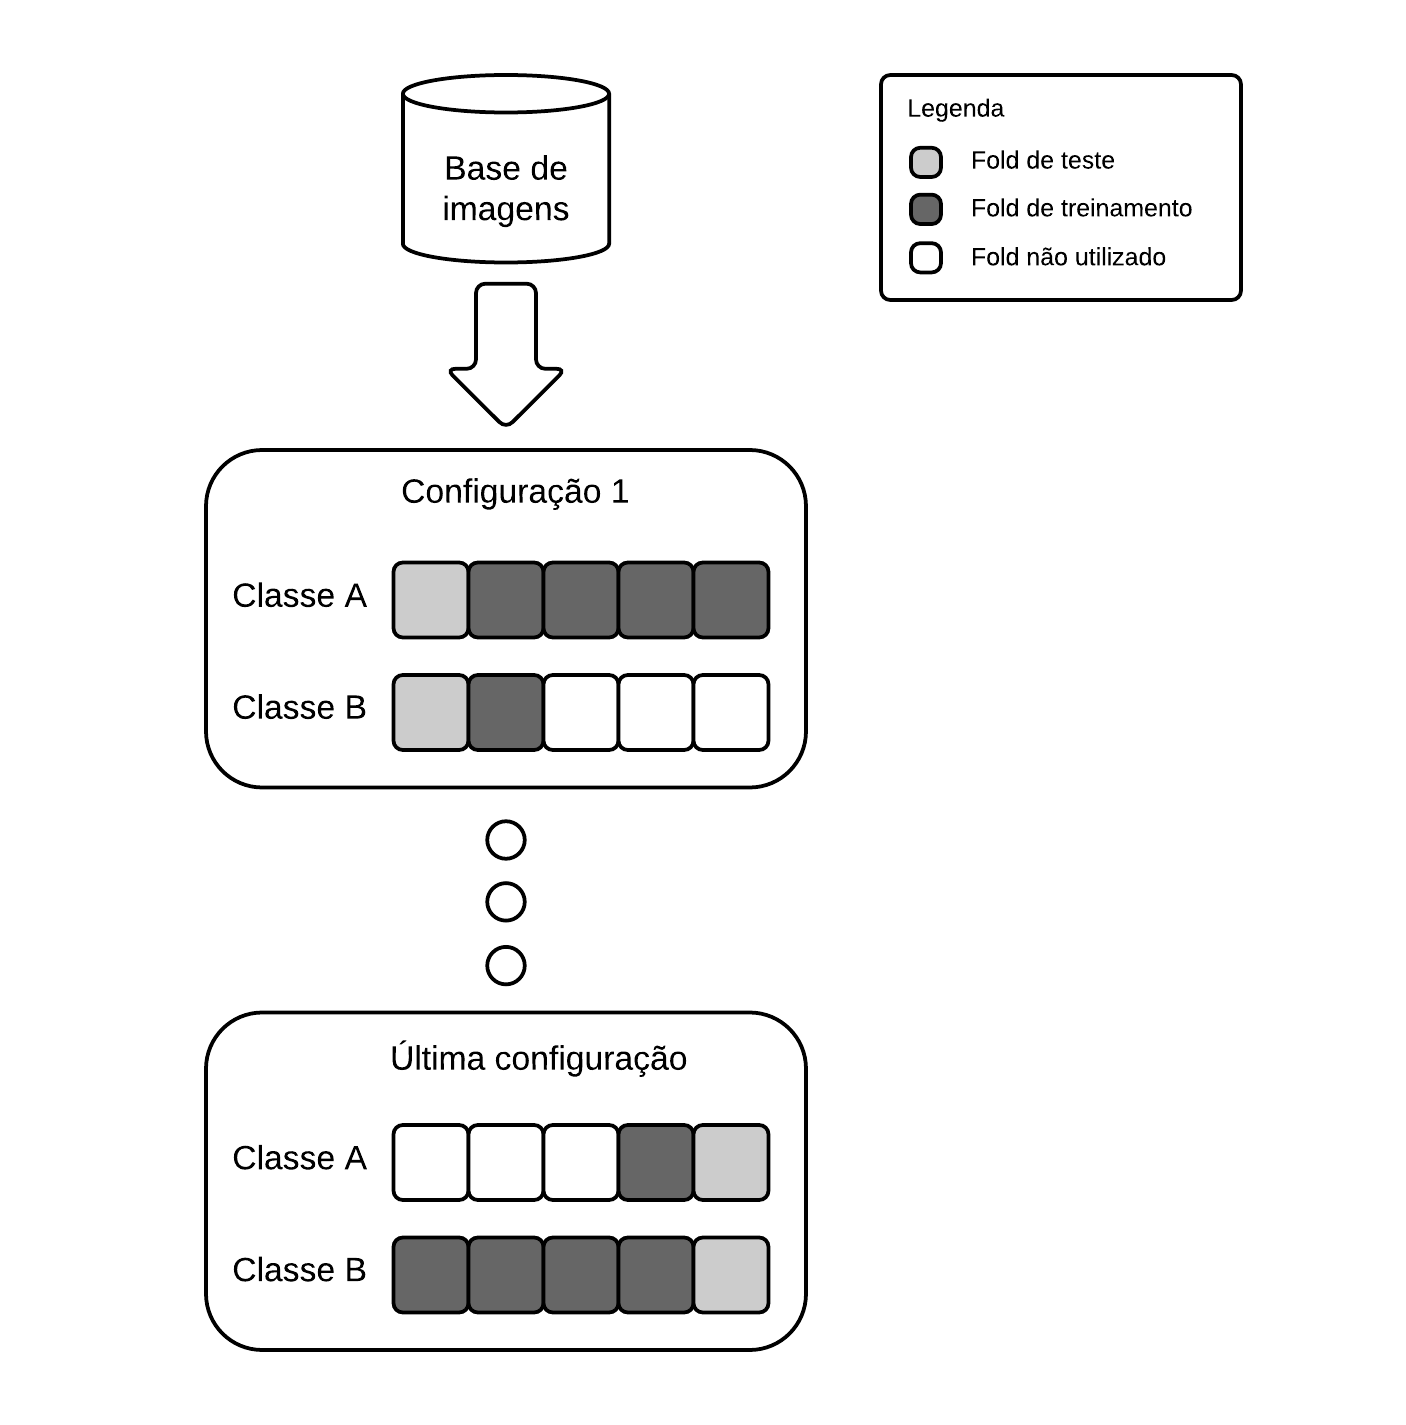 Base de
imagens
Legenda
Fold de teste
Fold de treinamento
Fold não utilizado
Configuração 1
Classe A
Classe B
Última configuração
Classe A
Classe B